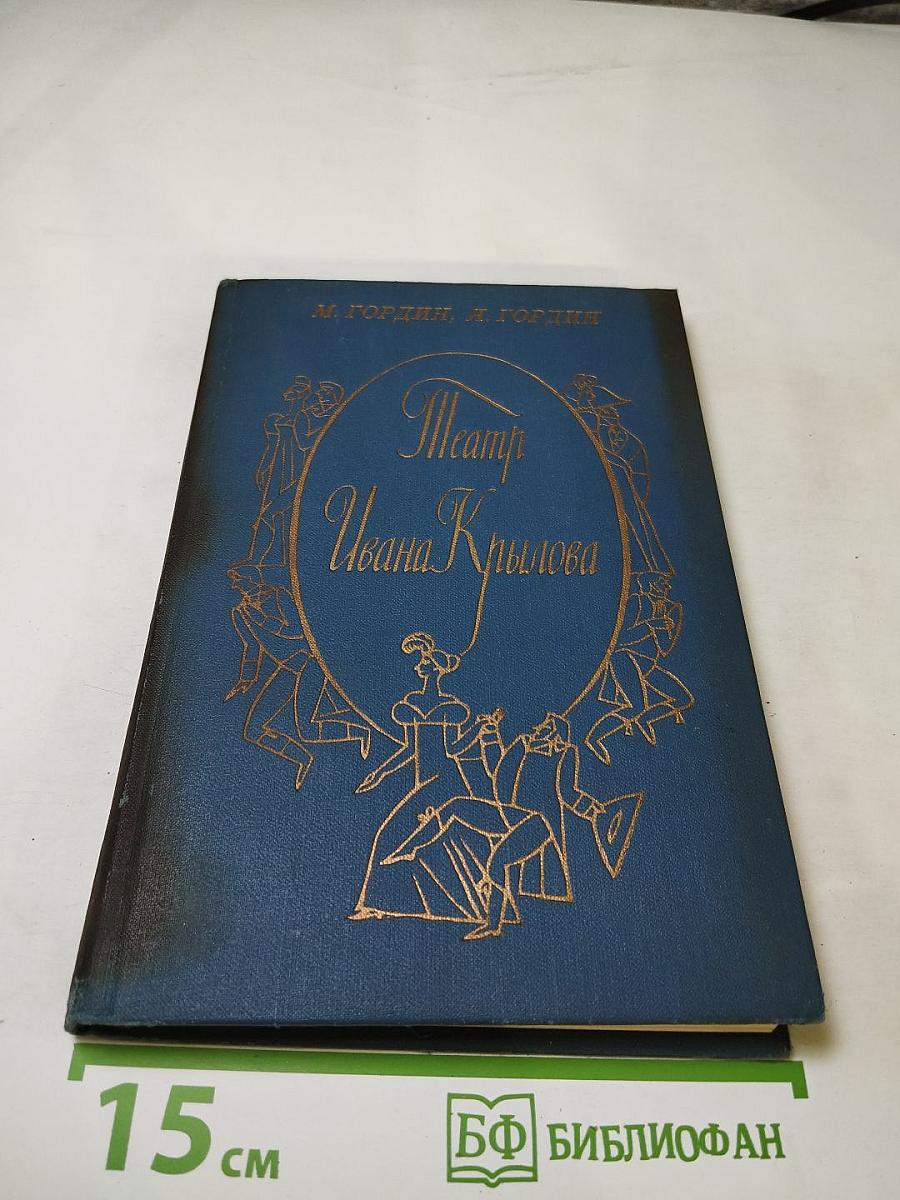 М. ГОРДИН, Я. ГОРДИН
Театр
Ивана Крылова
15 см
БФ БИБЛИОФАН